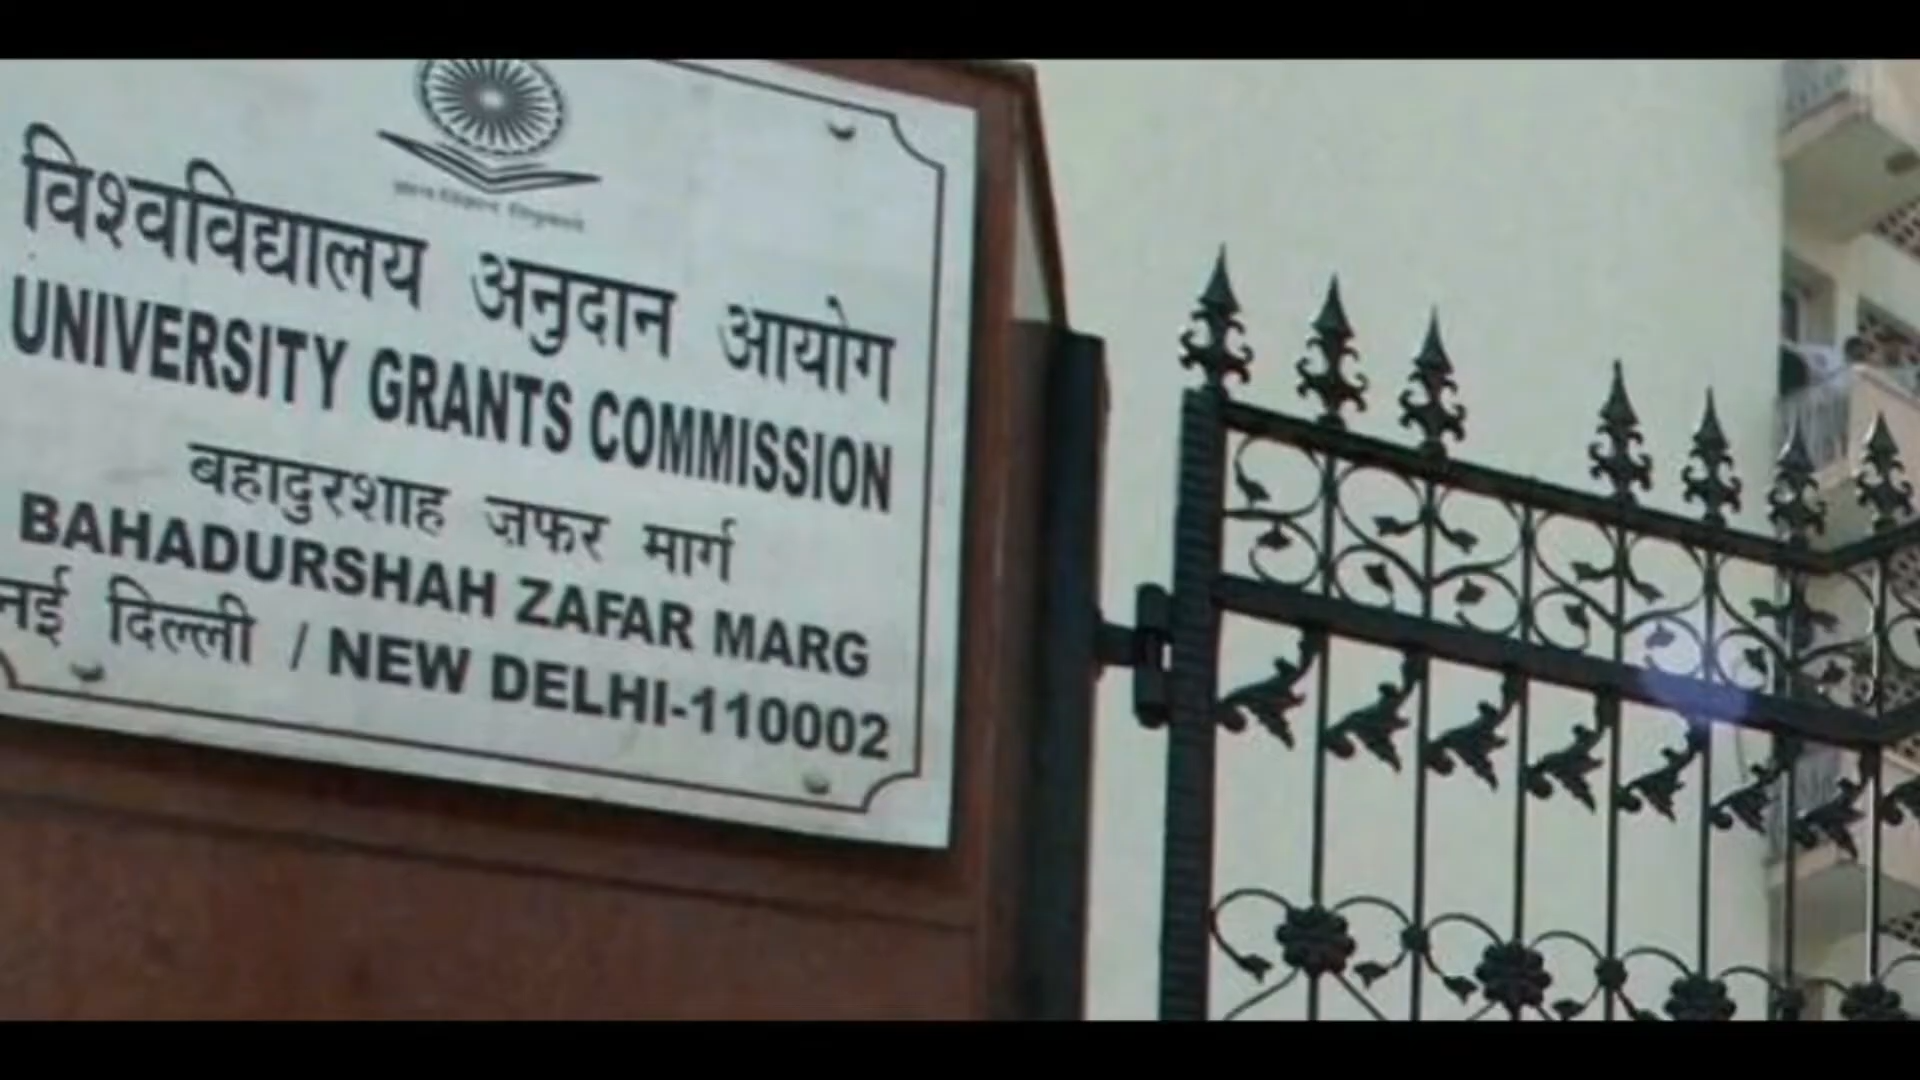 विश्वविद्यालय अनुदान आयोग
UNIVERSITY GRANTS COMMISSION
बहादुरशाह ज़फर मार्ग
BAHADURSHAH ZAFAR MARG
नई दिल्ली / NEW DELHI-110002